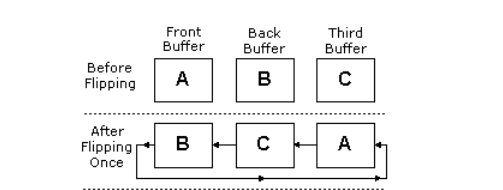 Front Buffer
Back Buffer
Third Buffer
Before Flipping
A B C
After Flipping Once
B C A